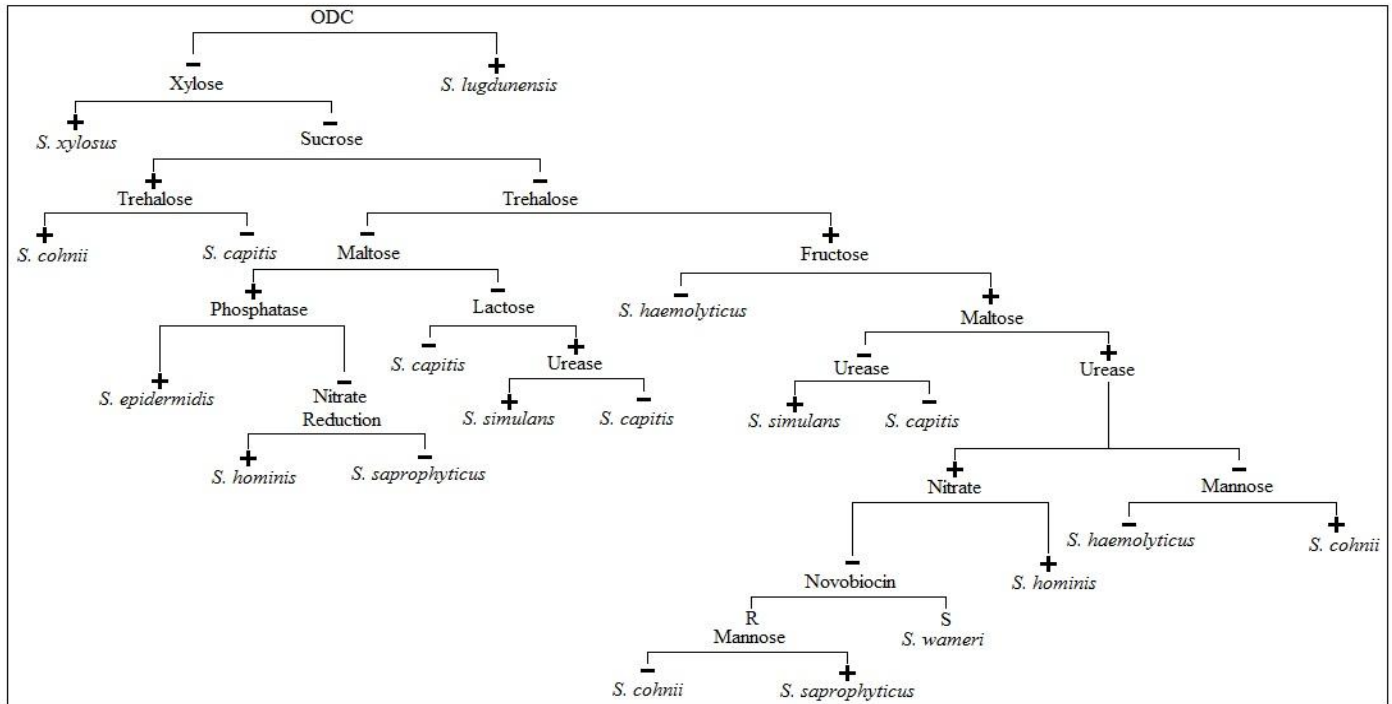 ODC
− +
Xylose S. lugdunensis
+ −
S. xylosus Sucrose
+ −
Trehalose Trehalose
+ − − +
S. cohnii S. capitis Maltose Fructose
+ − − +
Phosphatase Lactose S. haemolyticus Maltose
− + − +
S. capitis Urease Urease Urease
+ −
S. epidermidis Nitrate
Reduction
+ − + −
S. simulans S. capitis S. simulans S. capitis
+ − + −
S. hominis S. saprophyticus Nitrate Mannose
− +
S. haemolyticus S. cohnii
− +
Novobiocin S. hominis
R S
Mannose S. wameri
− +
S. cohnii S. saprophyticus